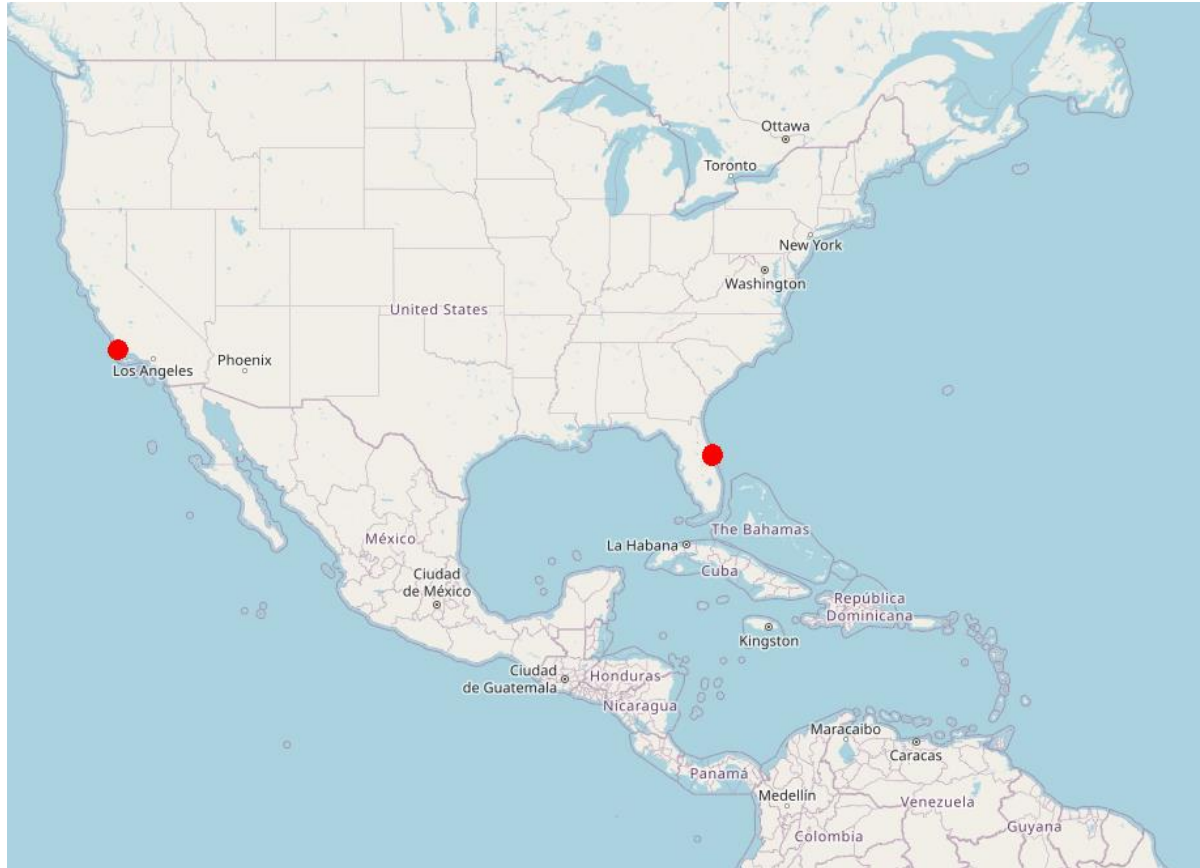 Ottawa
Toronto
New York
Washington
United States
Phoenix
Los Angeles
The Bahamas
La Habana
México
Cuba
Ciudad
de México
República
Dominicana
Kingston
Ciudad
de Guatemala
Honduras
Nicaragua
Maracaibo
Caracas
Panamá
Medellín
Venezuela
Guyana
Colombia